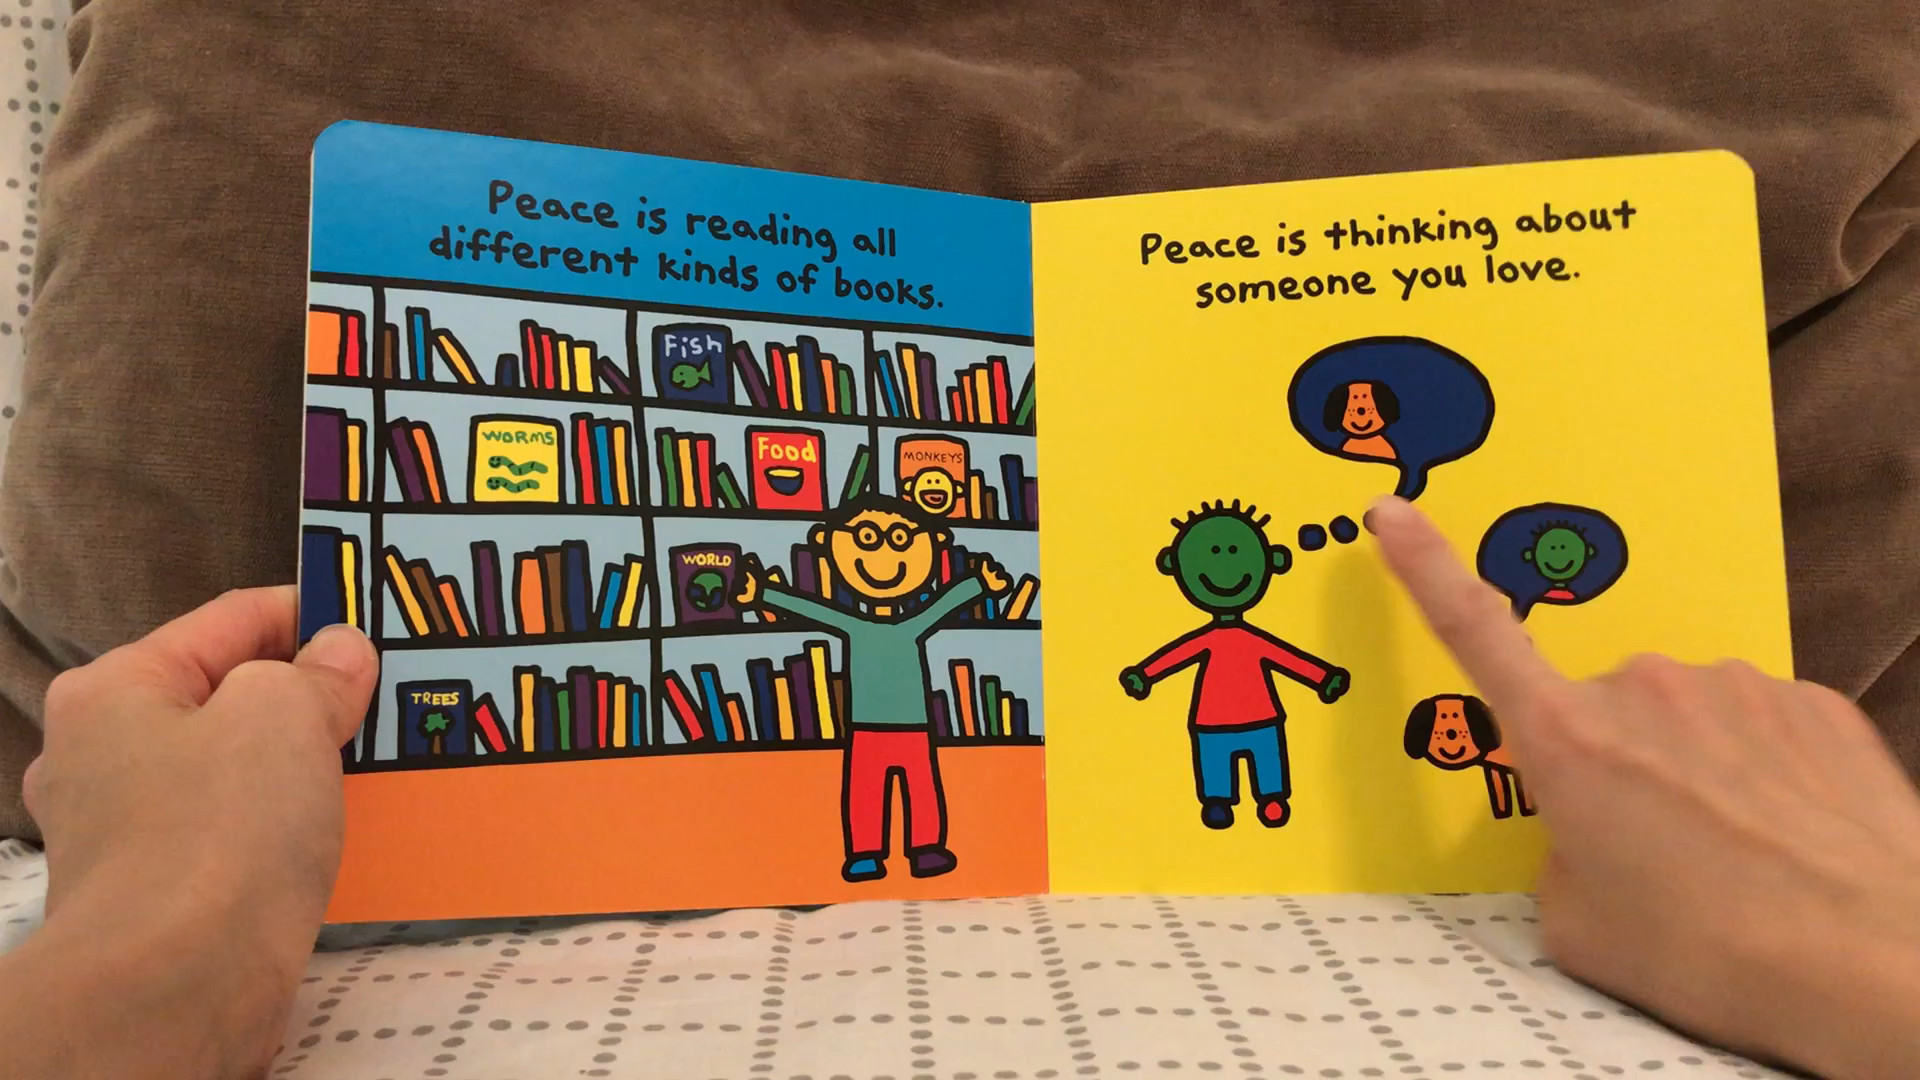 Peace is reading all
different kinds of books.
Fish
WORMS
Food
MONKEYS
WORLD
TREES
Peace is thinking about
someone you love.